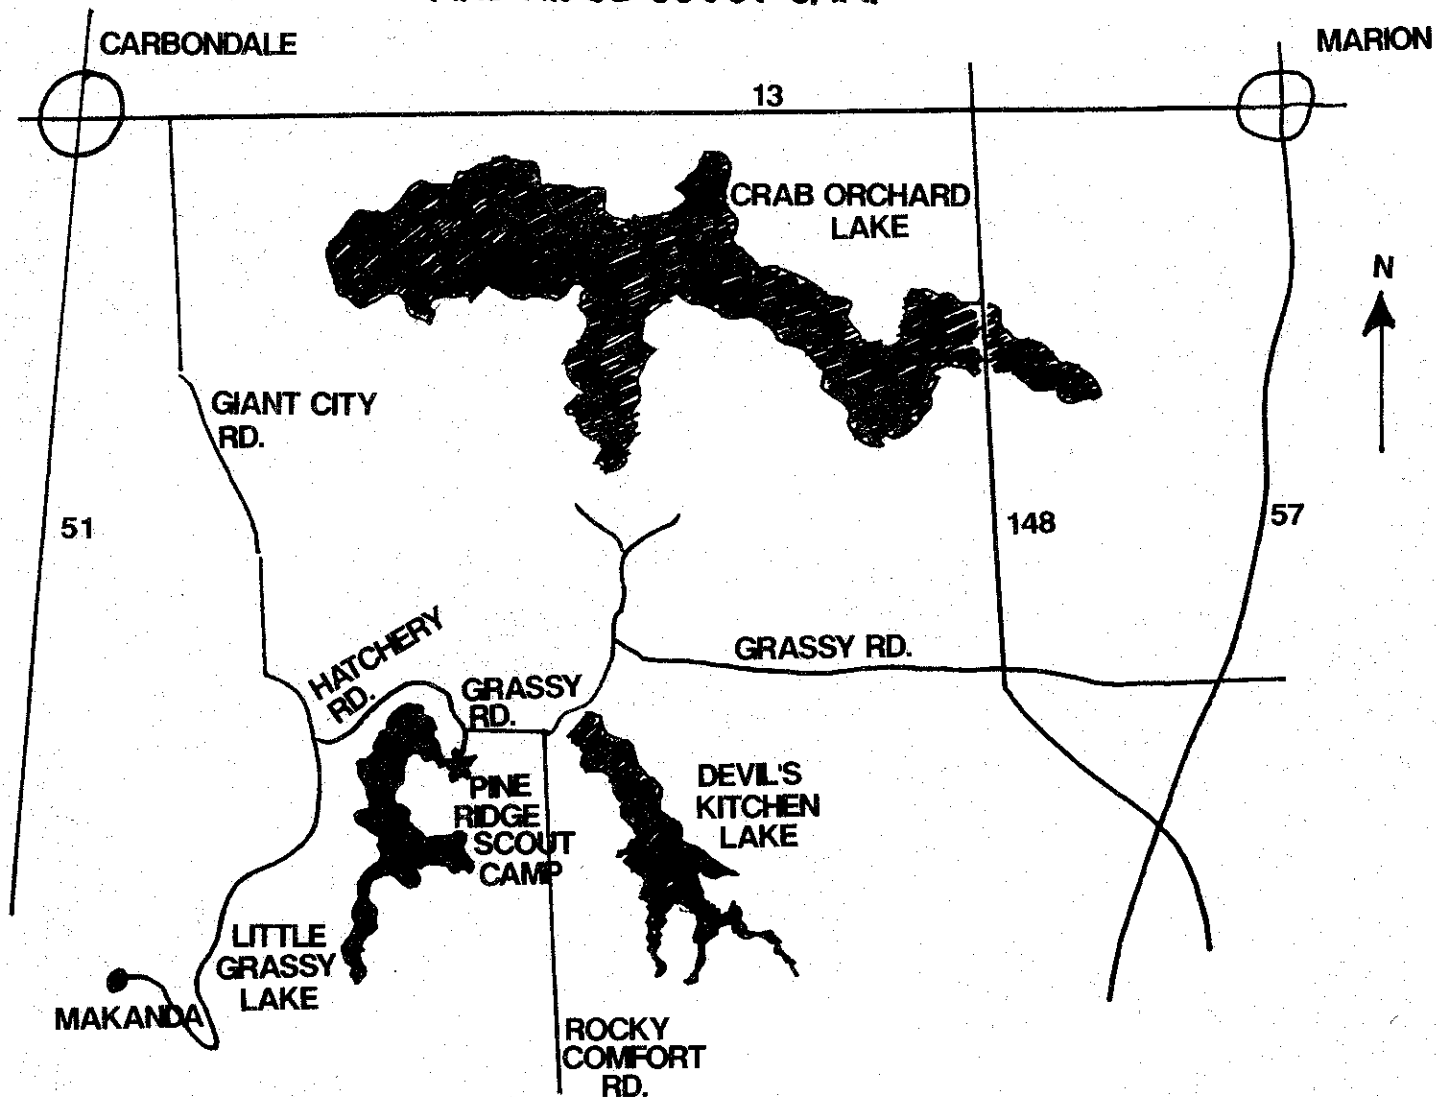 CARBONDALE
MARION
13
CRAB ORCHARD
LAKE
N
GIANT CITY
RD.
51
148
57
HATCHERY
RD.
GRASSY RD.
GRASSY
RD.
PINE
RIDGE
SCOUT
CAMP
DEVIL'S
KITCHEN
LAKE
LITTLE
GRASSY
LAKE
MAKANDA
ROCKY
COMFORT
RD.